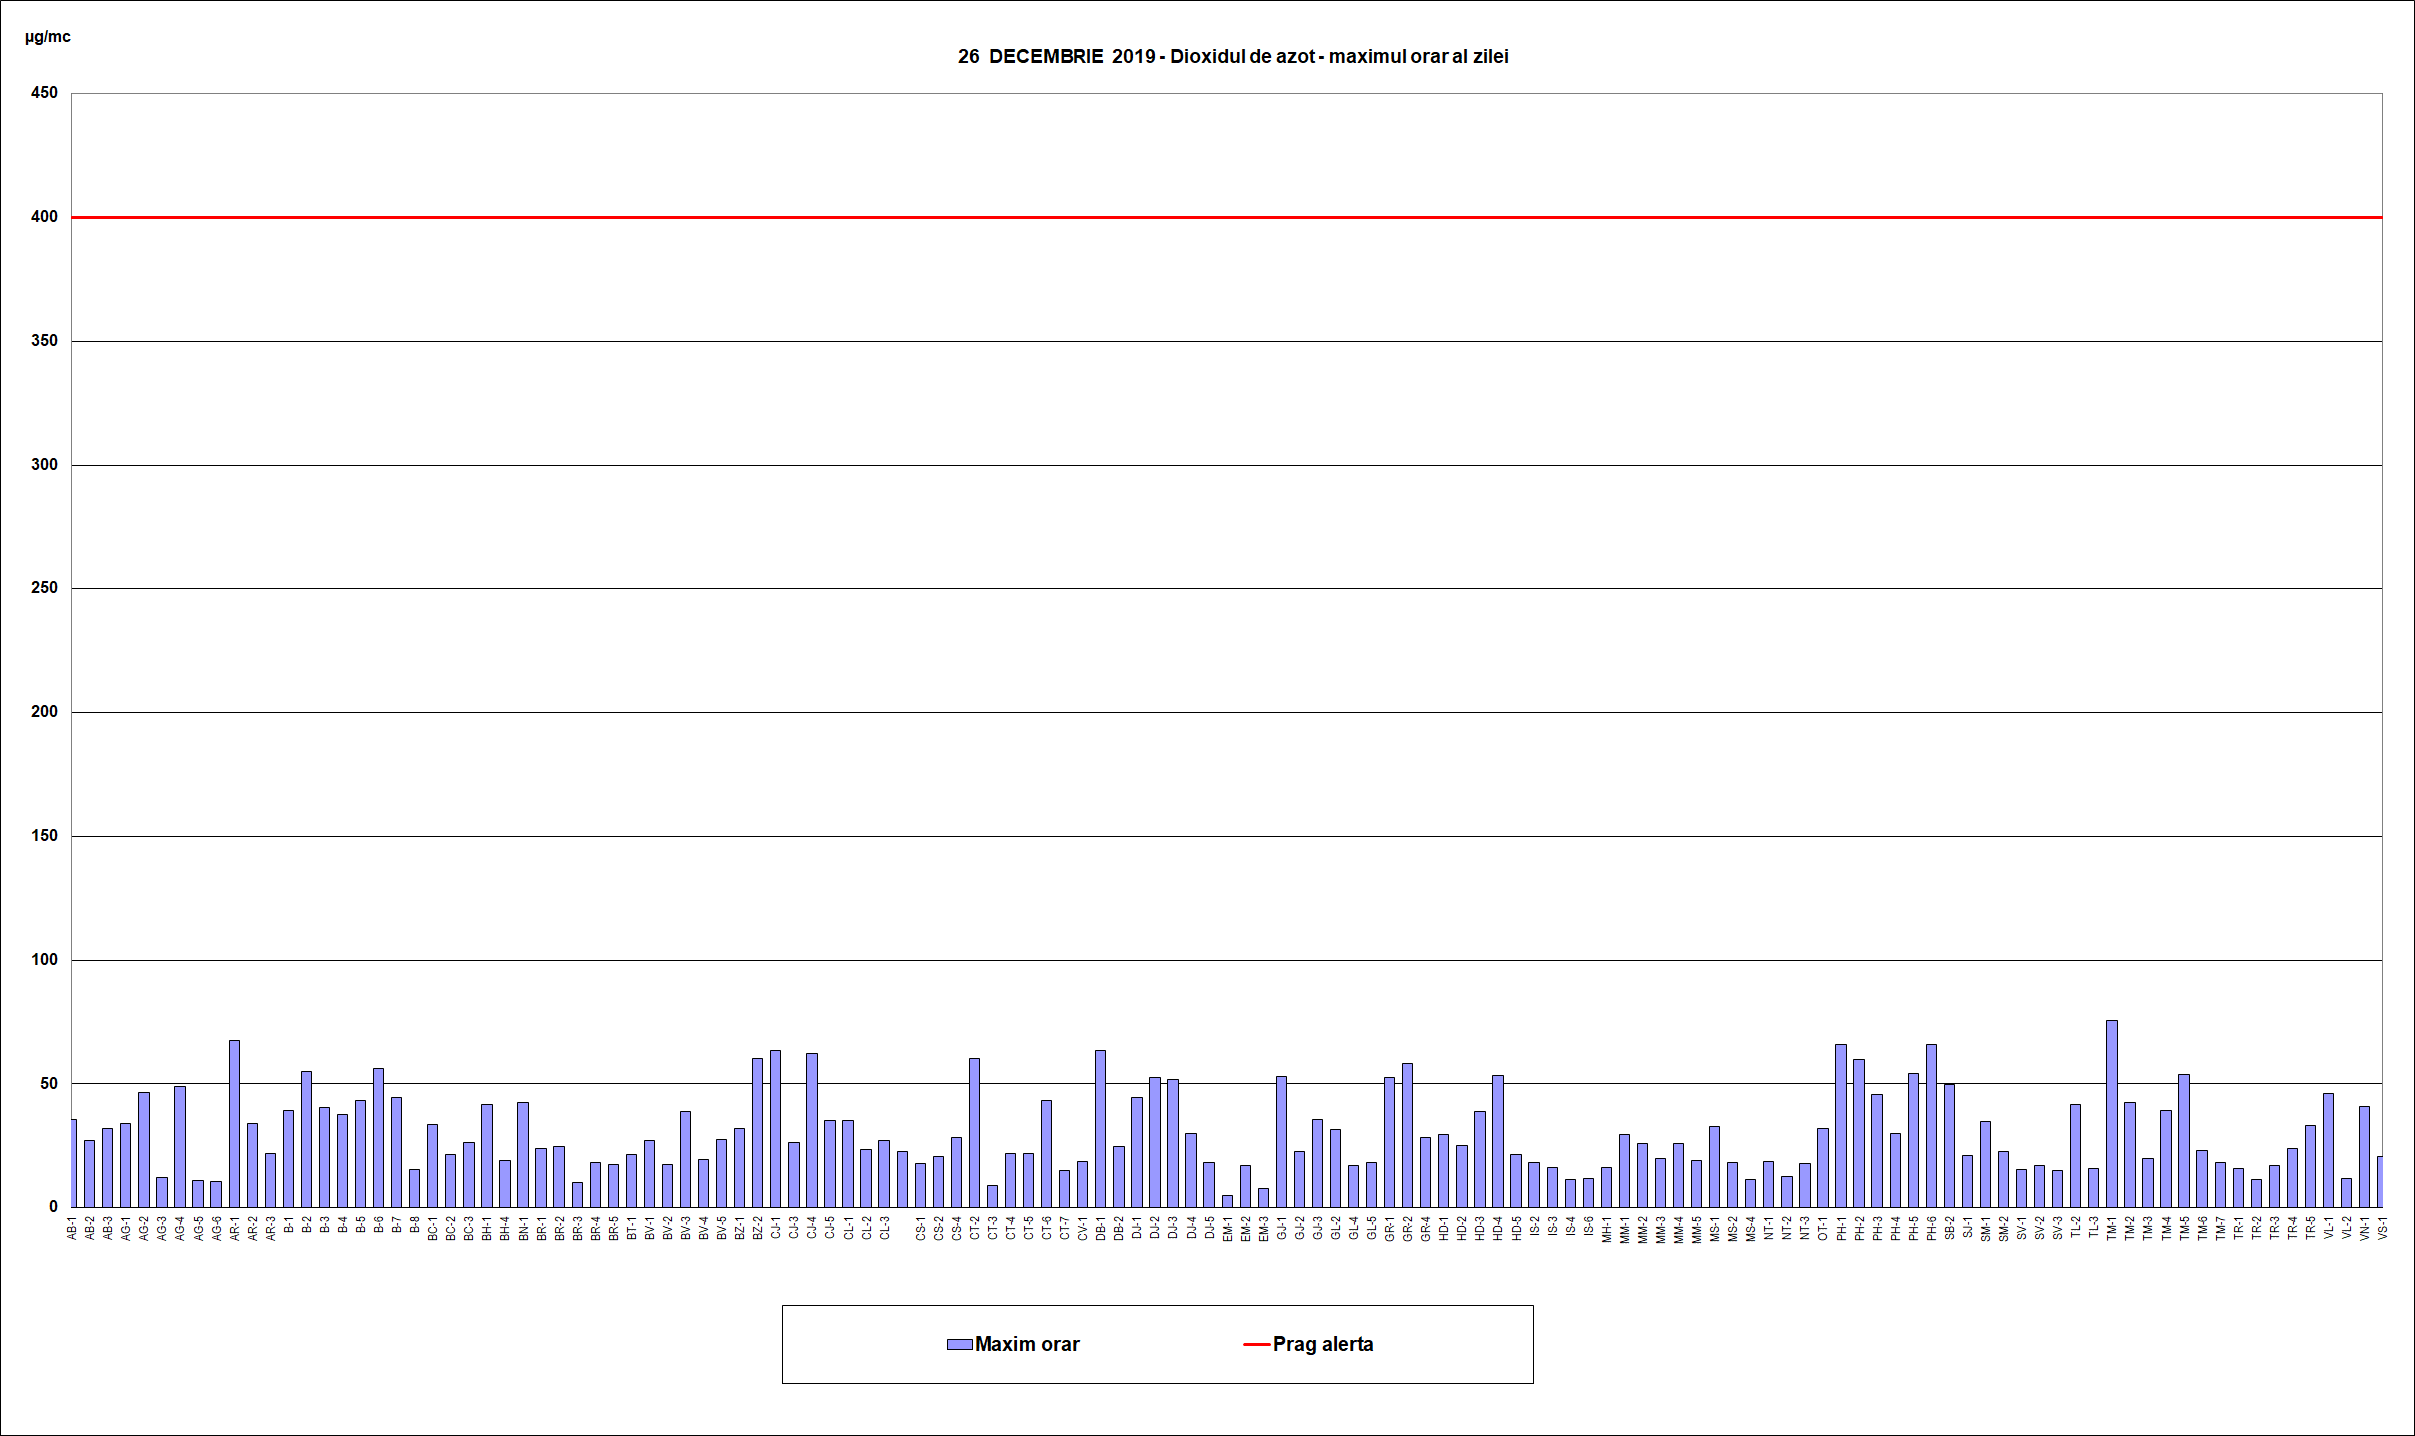 µg/mc
26 DECEMBRIE 2019 - Dioxidul de azot - maximul orar al zilei
450
400
350
300
250
200
150
100
50
0
AB-1 AB-2 AB-3 AG-1 AG-2 AG-3 AG-4 AG-5 AG-6 AR-1 AR-2 AR-3 B-1 B-2 B-3 B-4 B-5 B-6 B-7 B-8 BC-1 BC-2 BC-3 BH-1 BH-4 BN-1 BR-1 BR-2 BR-3 BR-4 BR-5 BT-1 BV-1 BV-2 BV-3 BV-4 BV-5 BZ-1 BZ-2 CJ-1 CJ-3 CJ-4 CJ-5 CL-1 CL-2 CL-3 CS-1 CS-2 CS-4 CT-2 CT-3 CT-4 CT-5 CT-6 CT-7 CV-1 DB-1 DB-2 DJ-1 DJ-2 DJ-3 DJ-4 DJ-5 EM-1 EM-2 EM-3 GJ-1 GJ-2 GJ-3 GL-2 GL-4 GL-5 GR-1 GR-2 GR-4 HD-1 HD-2 HD-3 HD-4 HD-5 IS-2 IS-3 IS-4 IS-6 MH-1 MM-1 MM-2 MM-3 MM-4 MM-5 MS-1 MS-2 MS-4 NT-1 NT-2 NT-3 OT-1 PH-1 PH-2 PH-3 PH-4 PH-5 PH-6 SB-2 SJ-1 SM-1 SM-2 SV-1 SV-2 SV-3 TL-2 TL-3 TM-1 TM-2 TM-3 TM-4 TM-5 TM-6 TM-7 TR-1 TR-2 TR-3 TR-4 TR-5 VL-1 VL-2 VN-1 VS-1
Maxim orar Prag alerta